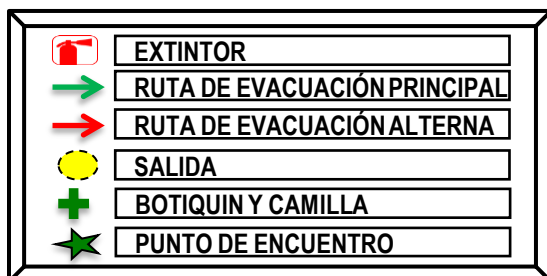 EXTINTOR
RUTA DE EVACUACIÓN PRINCIPAL
RUTA DE EVACUACIÓN ALTERNA
SALIDA
BOTIQUIN Y CAMILLA
PUNTO DE ENCUENTRO